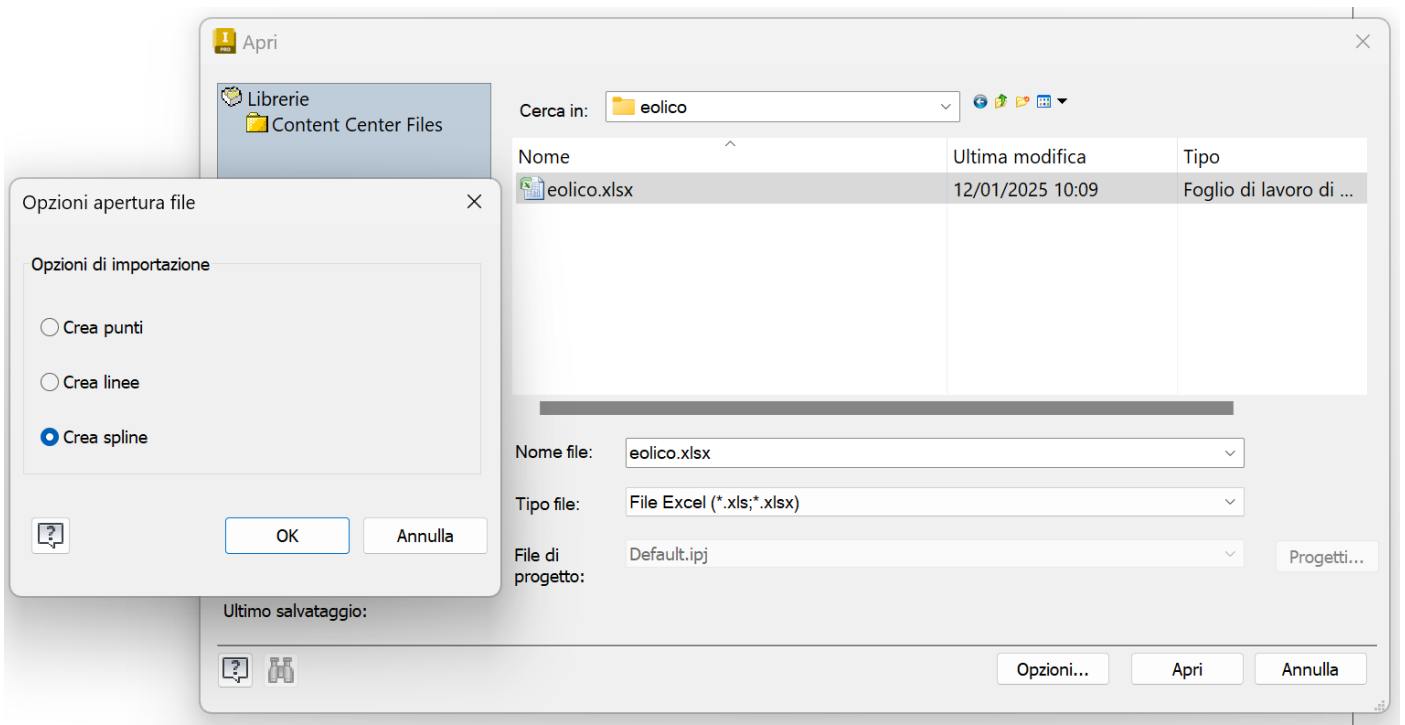 I
PRO
Apri
Librerie
Content Center Files
Cerca in:
eolico
Nome
Ultima modifica
Tipo
eolico.xlsx
12/01/2025 10:09
Foglio di lavoro di ...
Opzioni apertura file
Opzioni di importazione
Crea punti
Crea linee
Crea spline
OK
Annulla
Nome file:
eolico.xlsx
Tipo file:
File Excel (*.xls;*.xlsx)
File di
progetto:
Default.ipj
Progetti...
Ultimo salvataggio:
Opzioni...
Apri
Annulla